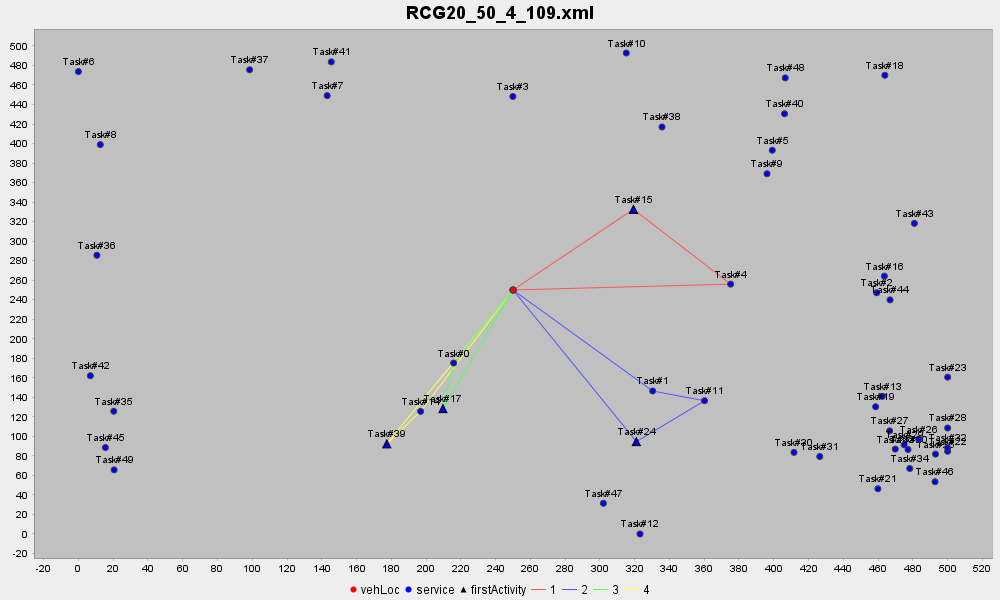 RCG20_50_4_109.xml
500
480
460
440
420
400
380
360
340
320
300
280
260
240
220
200
180
160
140
120
100
80
60
40
20
0
-20
Task#10
Task#41
Task#37
Task#6
Task#48
Task#18
Task#7
Task#3
Task#40
Task#38
Task#8
Task#5
Task#9
Task#15
Task#43
Task#36
Task#16
Task#4
Task#2
Task#44
Task#0
Task#42
Task#23
Task#1
Task#13
Task#11
Task#17
Task#35
Task#39
Task#24
Task#27
Task#28
Task#26
Task#45
Task#30
Task#31
Task#49
Task#34
Task#46
Task#21
Task#47
Task#12
-20 0 20 40 60 80 100 120 140 160 180 200 220 240 260 280 300 320 340 360 380 400 420 440 460 480 500 520
vehLoc service firstActivity 1 2 3 4